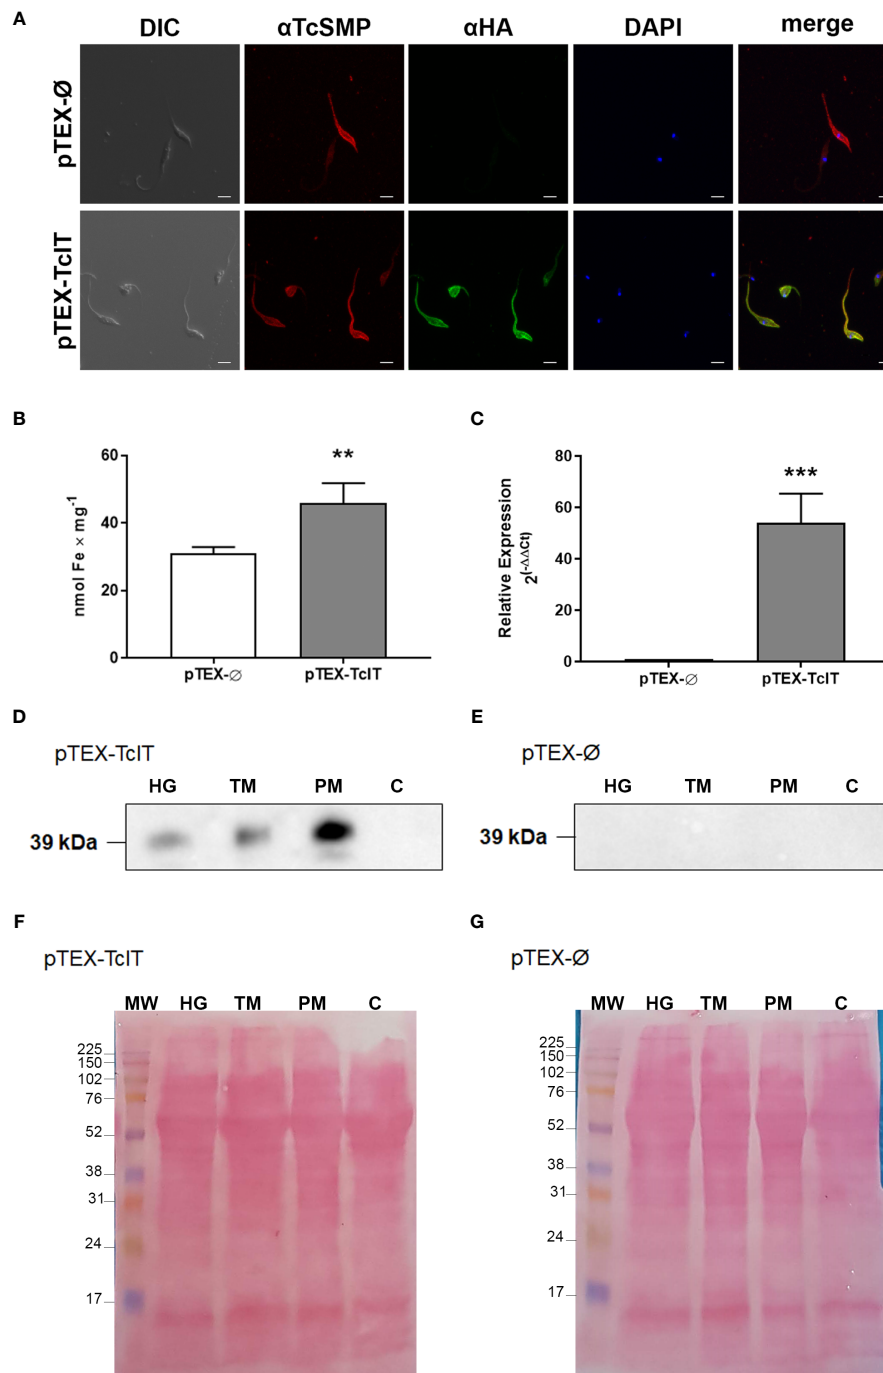 A
DIC αTcSMP αHA DAPI merge
pTEX-Ø
pTEX-TcIT
B
60
40
20
0
nmol Fe × mg⁻¹
**
pTEX-∅ pTEX-TcIT
C
80
60
40
20
0
Relative Expression
2^(-ΔΔCt)
***
pTEX-∅ pTEX-TcIT
D
pTEX-TcIT
HG TM PM C
39 kDa
E
pTEX-Ø
HG TM PM C
39 kDa
F
pTEX-TcIT
MW HG TM PM C
225
150
102
76
52
38
31
24
17
G
pTEX-Ø
MW HG TM PM C
225
150
102
76
52
38
31
24
17